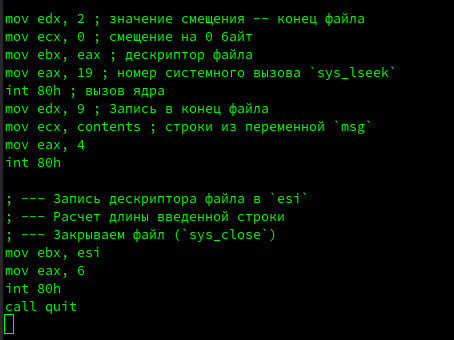 mov edx, 2 ; значение смещения -- конец файла
mov ecx, 0 ; смещение на 0 байт
mov ebx, eax ; дескриптор файла
mov eax, 19 ; номер системного вызова `sys_lseek`
int 80h ; вызов ядра
mov edx, 9 ; Запись в конец файла
mov ecx, contents ; строки из переменной `msg`
mov eax, 4
int 80h
; --- Запись дескриптора файла в `esi`
; --- Расчет длины введенной строки
; --- Закрываем файл (`sys_close`)
mov ebx, esi
mov eax, 6
int 80h
call quit